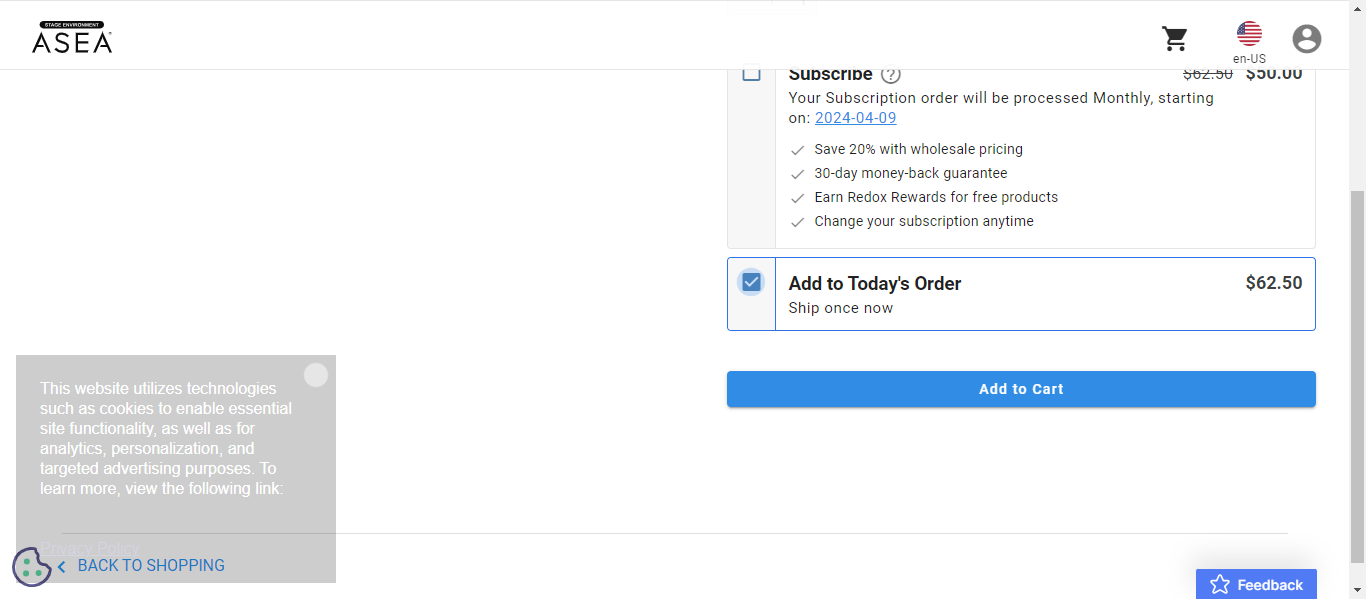 STAGE ENVIRONMENT
ASEA
en-US
Subscribe ? $62.50 $50.00
Your Subscription order will be processed Monthly, starting
on: 2024-04-09
Save 20% with wholesale pricing
30-day money-back guarantee
Earn Redox Rewards for free products
Change your subscription anytime
Add to Today's Order $62.50
Ship once now
Add to Cart
This website utilizes technologies
such as cookies to enable essential
site functionality, as well as for
analytics, personalization, and
targeted advertising purposes. To
learn more, view the following link:
Privacy Policy
BACK TO SHOPPING
Feedback